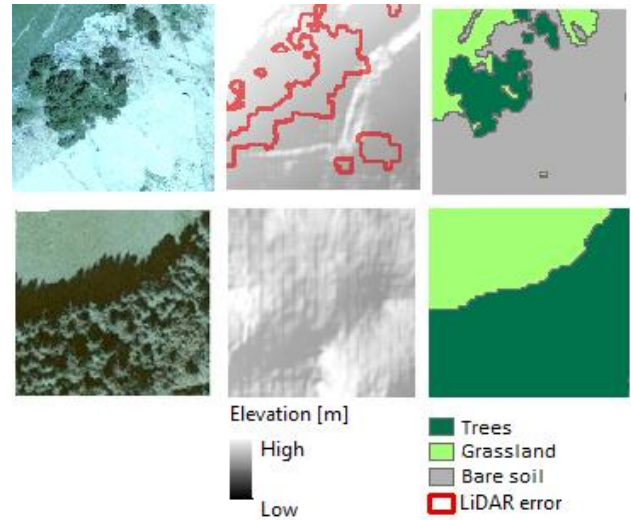 Elevation [m]
High
Low
Trees
Grassland
Bare soil
LiDAR error